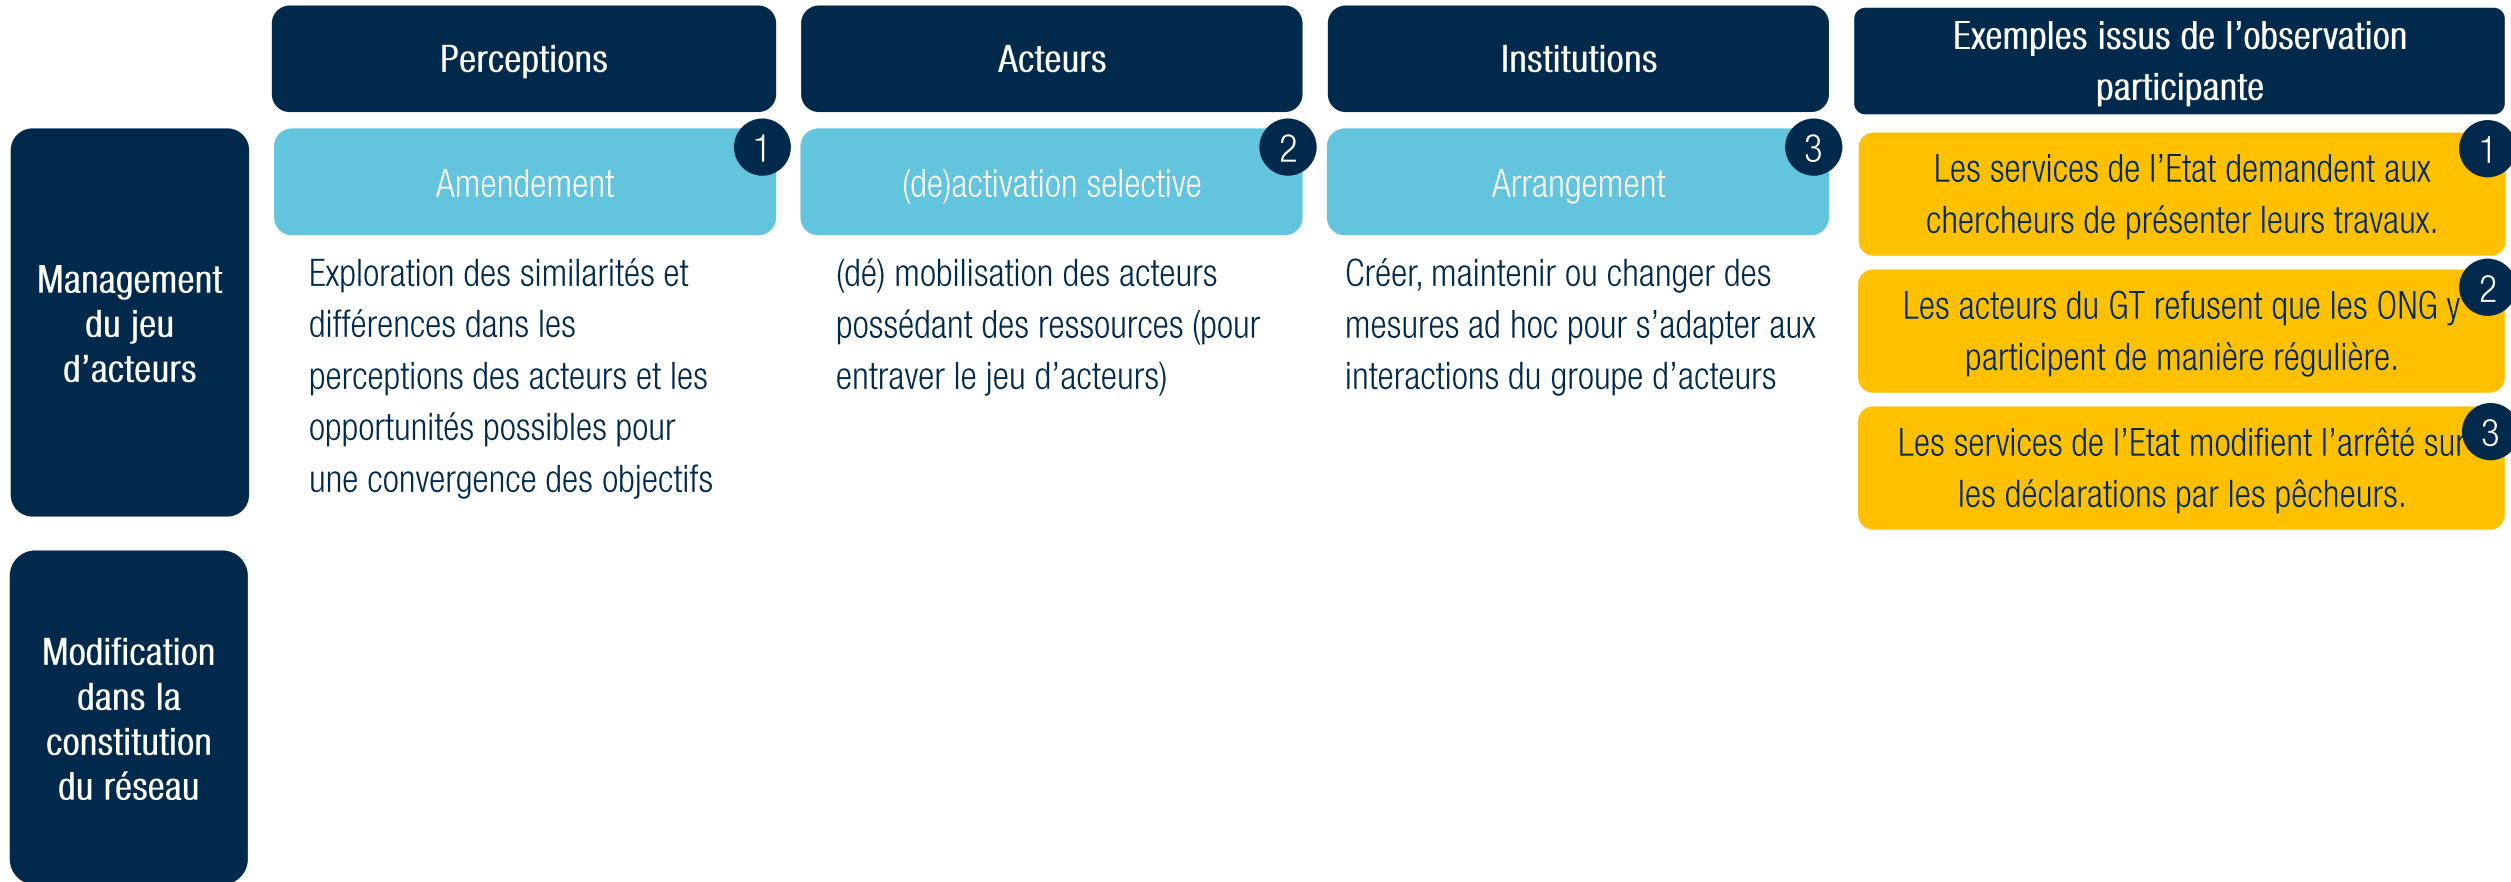 Perceptions
Acteurs
Institutions
Exemples issus de l’observation
participante
Management
du jeu
d’acteurs
1
Amendement
Exploration des similarités et
différences dans les
perceptions des acteurs et les
opportunités possibles pour
une convergence des objectifs
2
(de)activation selective
(dé) mobilisation des acteurs
possédant des ressources (pour
entraver le jeu d’acteurs)
3
Arrangement
Créer, maintenir ou changer des
mesures ad hoc pour s’adapter aux
interactions du groupe d’acteurs
1
Les services de l’Etat demandent aux
chercheurs de présenter leurs travaux.
2
Les acteurs du GT refusent que les ONG y
participent de manière régulière.
3
Les services de l’Etat modifient l’arrêté sur
les déclarations par les pêcheurs.
Modification
dans la
constitution
du réseau